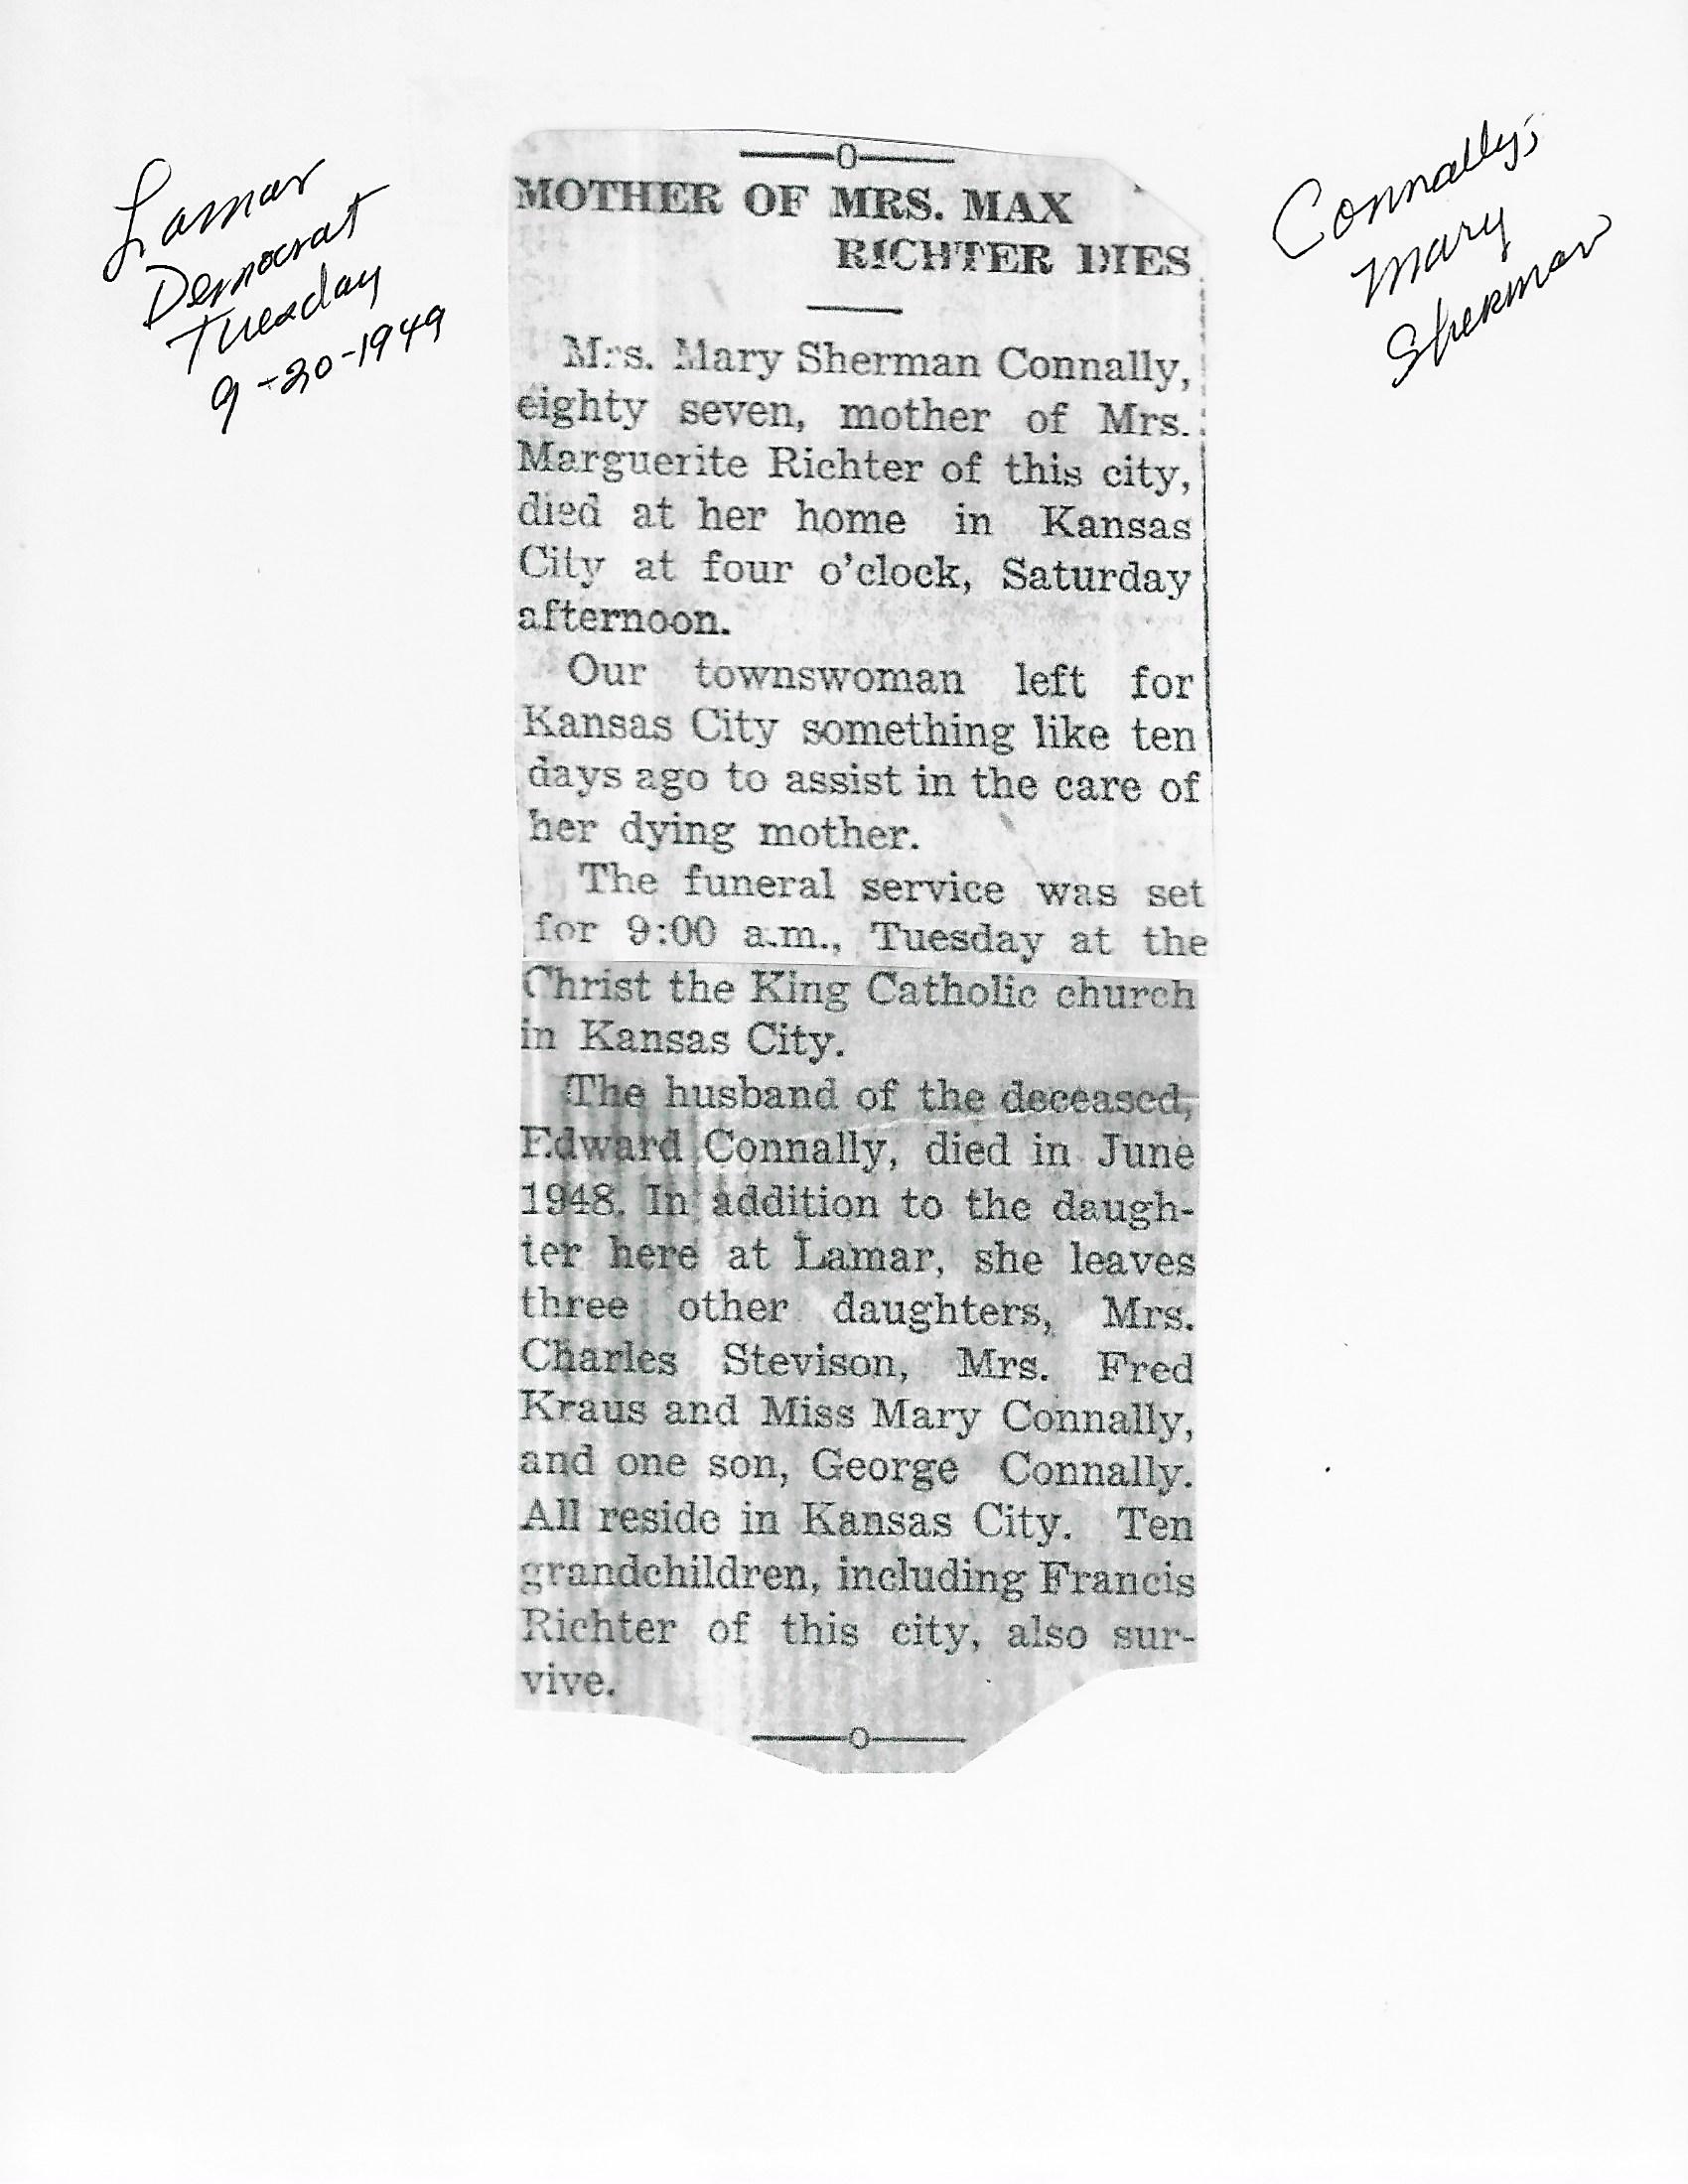 Lamar
Democrat
Tuesday
9-20-1949
Connally,
Mary
Sherman
MOTHER OF MRS. MAX
RICHTER DIES
Mrs. Mary Sherman Connally,
eighty seven, mother of Mrs.
Marguerite Richter of this city,
died at her home in Kansas
City at four o'clock, Saturday
afternoon.
Our townswoman left for
Kansas City something like ten
days ago to assist in the care of
her dying mother.
The funeral service was set
for 9:00 a.m., Tuesday at the
Christ the King Catholic church
in Kansas City.
The husband of the deceased,
Edward Connally, died in June
1948. In addition to the daugh-
ter here at Lamar, she leaves
three other daughters, Mrs.
Charles Stevison, Mrs. Fred
Kraus and Miss Mary Connally,
and one son, George Connally.
All reside in Kansas City. Ten
grandchildren, including Francis
Richter of this city, also sur-
vive.